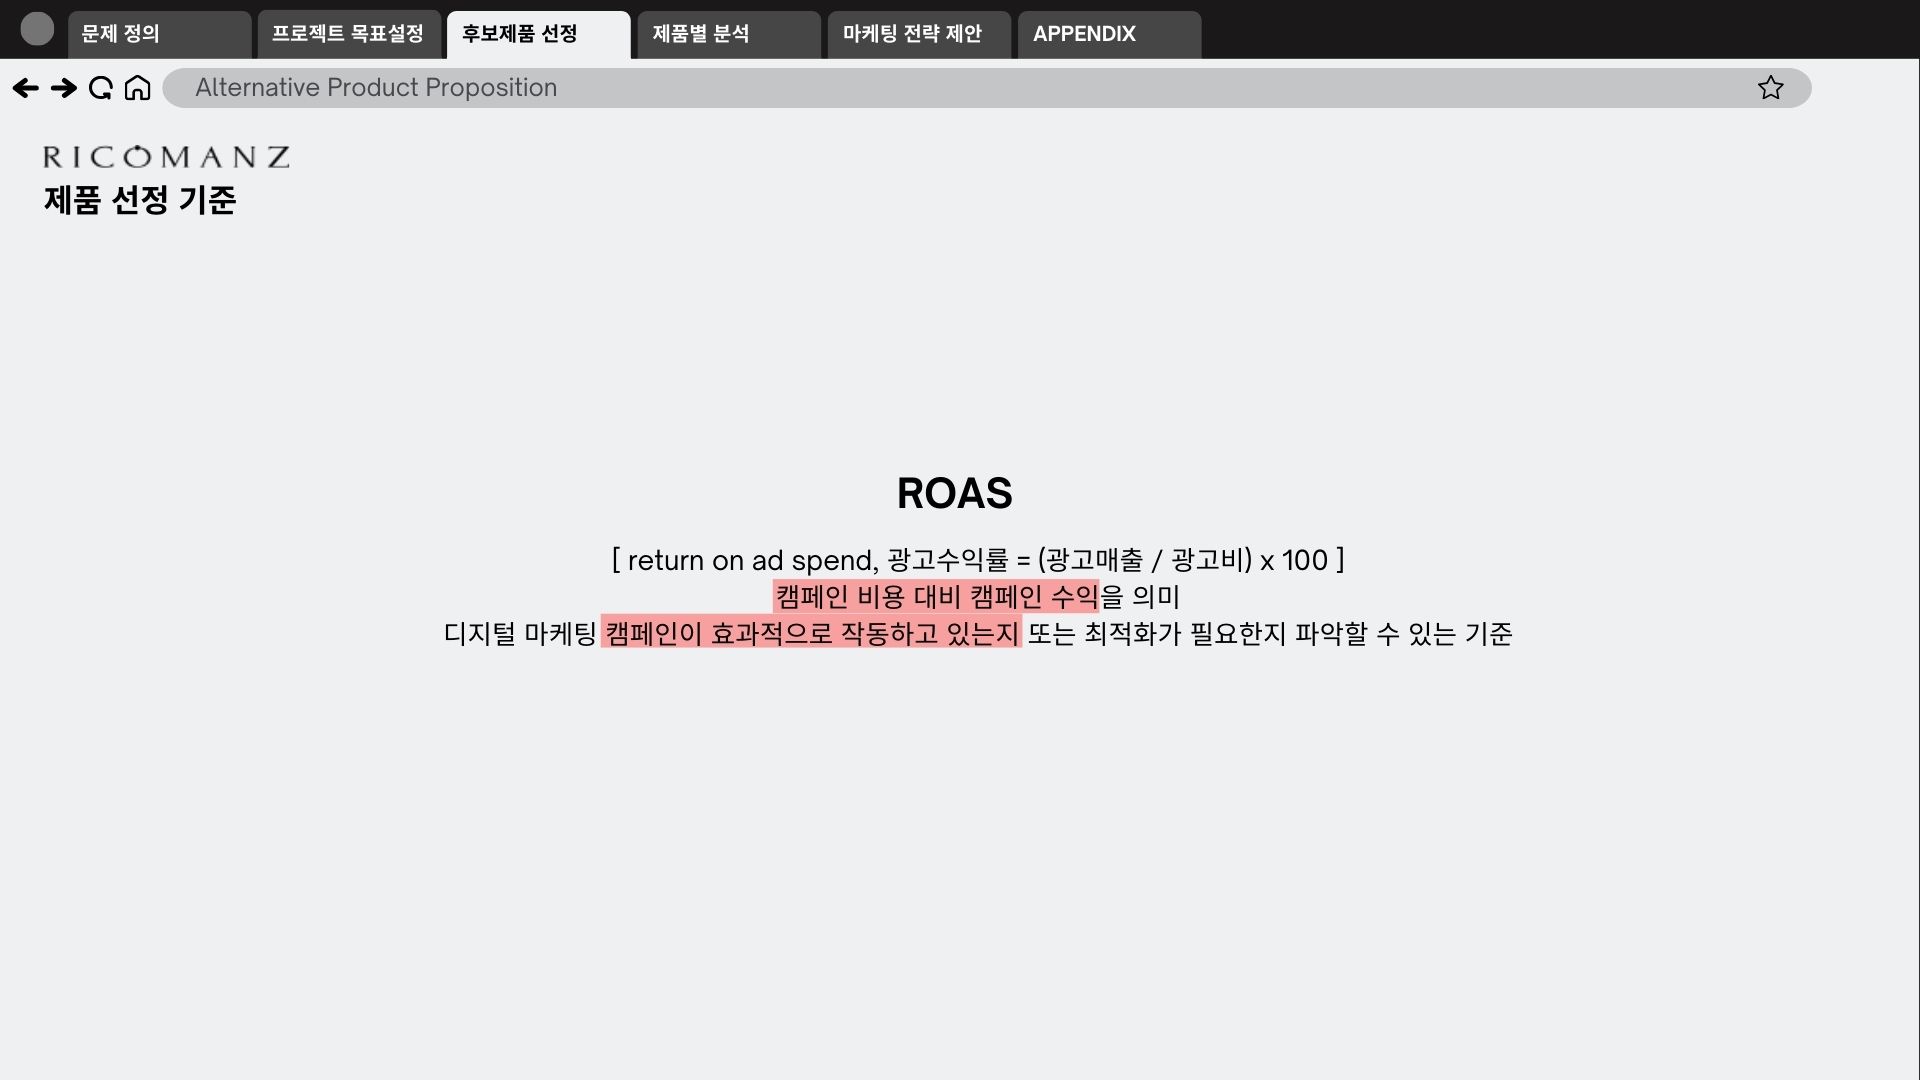 문제 정의
프로젝트 목표설정
후보제품 선정
제품별 분석
마케팅 전략 제안
APPENDIX
Alternative Product Proposition
RICOMANZ
제품 선정 기준
ROAS
[ return on ad spend, 광고수익률 = (광고매출 / 광고비) x 100 ]
캠페인 비용 대비 캠페인 수익을 의미
디지털 마케팅 캠페인이 효과적으로 작동하고 있는지 또는 최적화가 필요한지 파악할 수 있는 기준